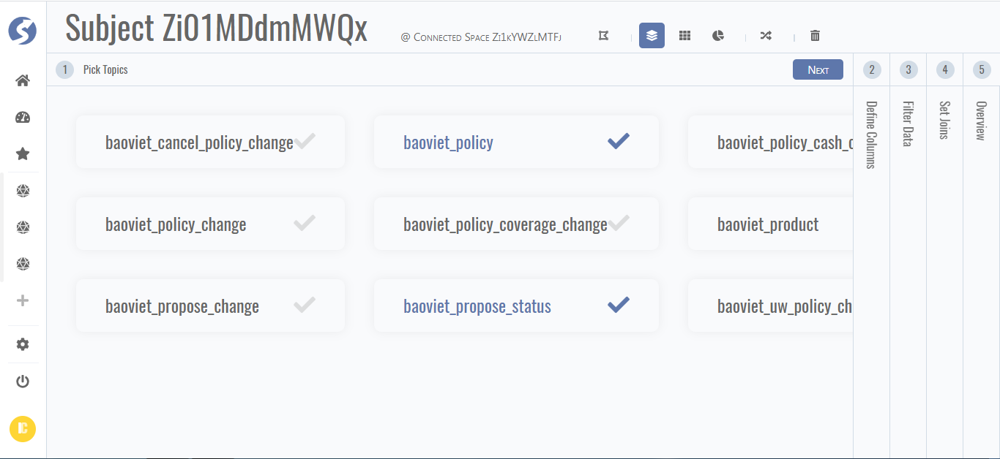 Subject Zi01MDdmMWQx
@ Connected Space Zi1kYWZlMTFj
1 Pick Topics
Next
2
3
4
5
Define Columns
Filter Data
Set Joins
Overview
baoviet_cancel_policy_change
baoviet_policy
baoviet_policy_cash_c
baoviet_policy_change
baoviet_policy_coverage_change
baoviet_product
baoviet_propose_change
baoviet_propose_status
baoviet_uw_policy_ch